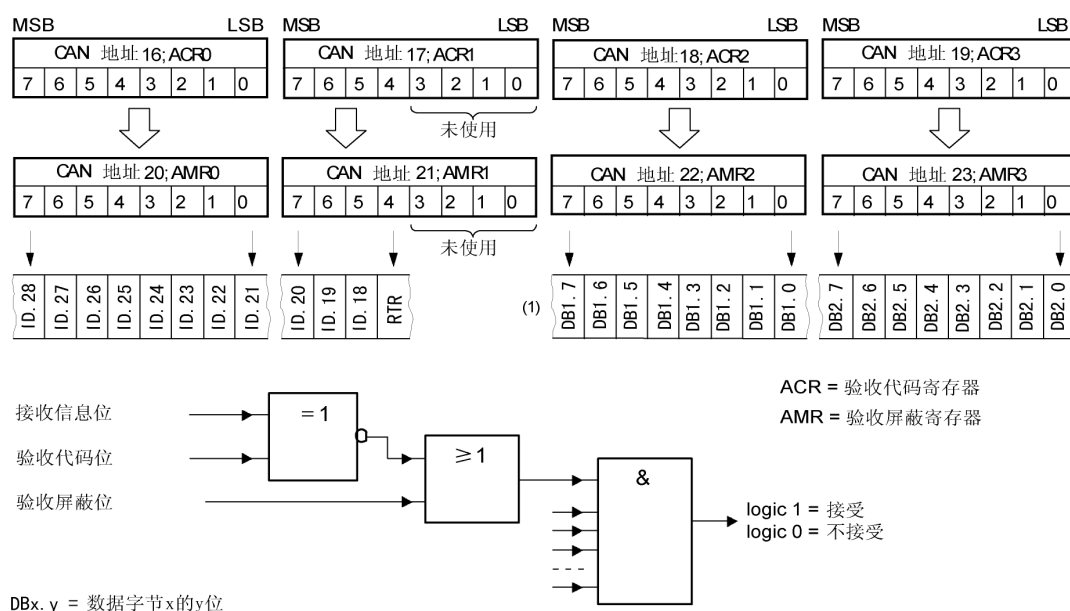 MSB LSB MSB LSB MSB LSB MSB LSB
CAN 地址 16;ACR0 CAN 地址 17;ACR1 CAN 地址 18;ACR2 CAN 地址 19;ACR3
7 6 5 4 3 2 1 0 7 6 5 4 3 2 1 0 7 6 5 4 3 2 1 0 7 6 5 4 3 2 1 0
未使用
CAN 地址 20;AMR0 CAN 地址 21;AMR1 CAN 地址 22;AMR2 CAN 地址 23;AMR3
7 6 5 4 3 2 1 0 7 6 5 4 3 2 1 0 7 6 5 4 3 2 1 0 7 6 5 4 3 2 1 0
未使用
ID.28 ID.27 ID.26 ID.25 ID.24 ID.23 ID.22 ID.21 ID.20 ID.19 ID.18 RTR (1) DB1.7 DB1.6 DB1.5 DB1.4 DB1.3 DB1.2 DB1.1 DB1.0 DB2.7 DB2.6 DB2.5 DB2.4 DB2.3 DB2.2 DB2.1 DB2.0
ACR = 验收代码寄存器
AMR = 验收屏蔽寄存器
接收信息位 =1
验收代码位 ≥1 &
验收屏蔽位
logic 1 = 接受
logic 0 = 不接受
DBx.y = 数据字节x的y位